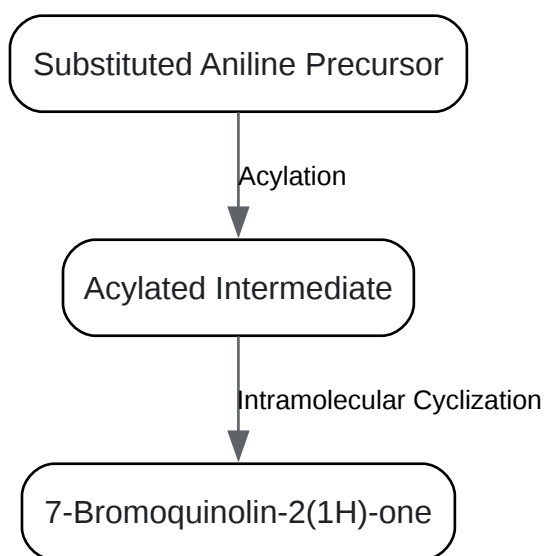 Substituted Aniline Precursor
Acylation
Acylated Intermediate
Intramolecular Cyclization
7-Bromoquinolin-2(1H)-one